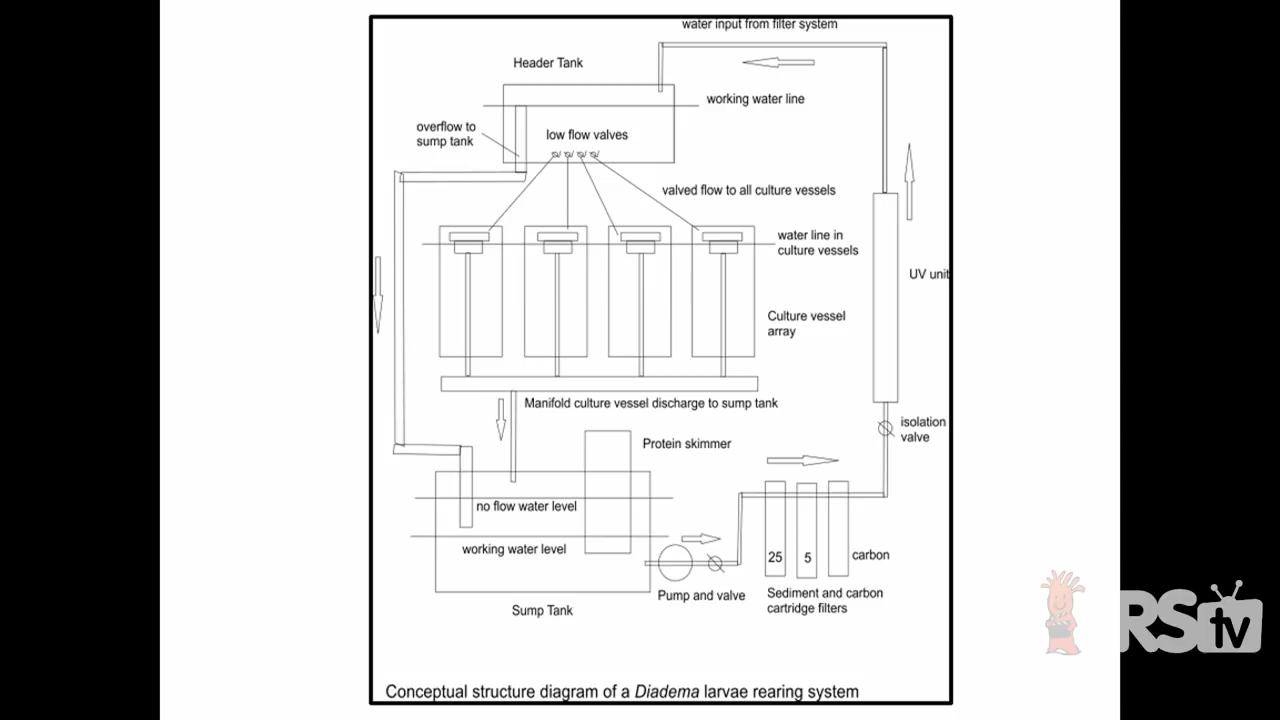 water input from filter system
Header Tank
working water line
overflow to
sump tank
low flow valves
valved flow to all culture vessels
water line in
culture vessels
UV unit
Culture vessel
array
Manifold culture vessel discharge to sump tank
isolation
valve
Protein skimmer
no flow water level
working water level
25
5
carbon
Pump and valve
Sediment and carbon
cartridge filters
Sump Tank
RS tv
Conceptual structure diagram of a Diadema larvae rearing system